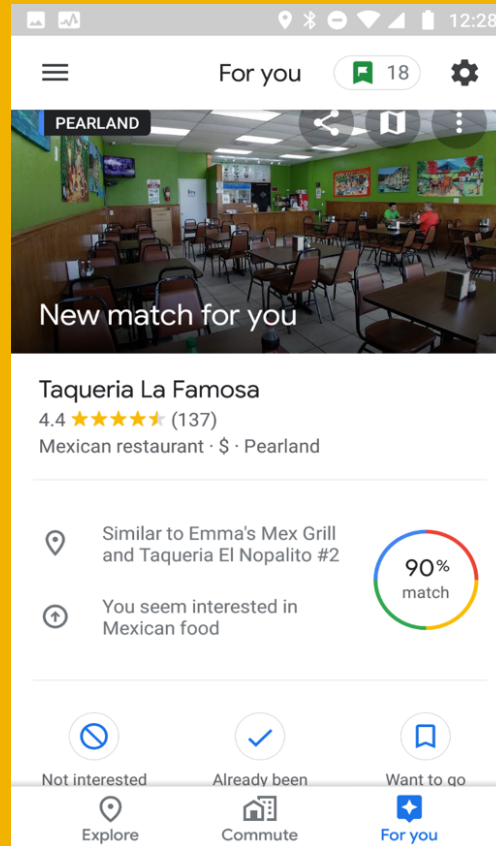 12:28
For you
18
PEARLAND
New match for you
Taqueria La Famosa
4.4 (137)
Mexican restaurant · $ · Pearland
Similar to Emma's Mex Grill
and Taqueria El Nopalito #2
90%
match
You seem interested in
Mexican food
Not interested
Already been
Want to go
Explore
Commute
For you